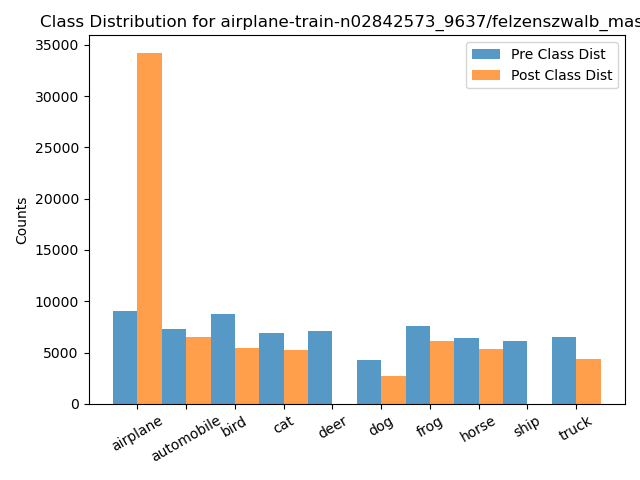 Class Distribution for airplane-train-n02842573_9637/felzenszwalb_mas
Pre Class Dist
Post Class Dist
Counts
35000
30000
25000
20000
15000
10000
5000
0
airplane
automobile
bird
cat
deer
dog
frog
horse
ship
truck